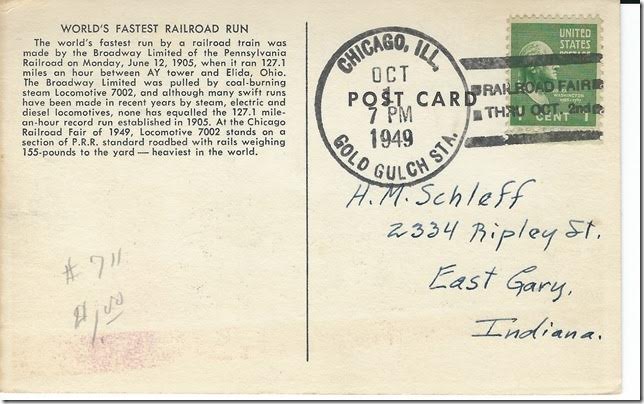 WORLD'S FASTEST RAILROAD RUN
The world's fastest run by a railroad train was
made by the Broadway Limited of the Pennsylvania
Railroad on Monday, June 12, 1905, when it ran 127.1
miles an hour between AY tower and Elida, Ohio.
The Broadway Limited was pulled by coal-burning
steam Locomotive 7002, and although many swift runs
have been made in recent years by steam, electric and
diesel locomotives, none has equalled the 127.1 mile-
an-hour record run established in 1905. At the Chicago
Railroad Fair of 1949, Locomotive 7002 stands on a
section of P.R.R. standard roadbed with rails weighing
155-pounds to the yard — heaviest in the world.
# 711
#1.00
CHICAGO, ILL.
OCT
1
7 PM
1949
GOLD GULCH STA.
POST CARD
RAILROAD FAIR
THRU OCT. 2nd
UNITED
STATES
POSTAGE
WASHINGTON
CENT
H.M. Schleff
2334 Ripley St.
East Gary,
Indiana.